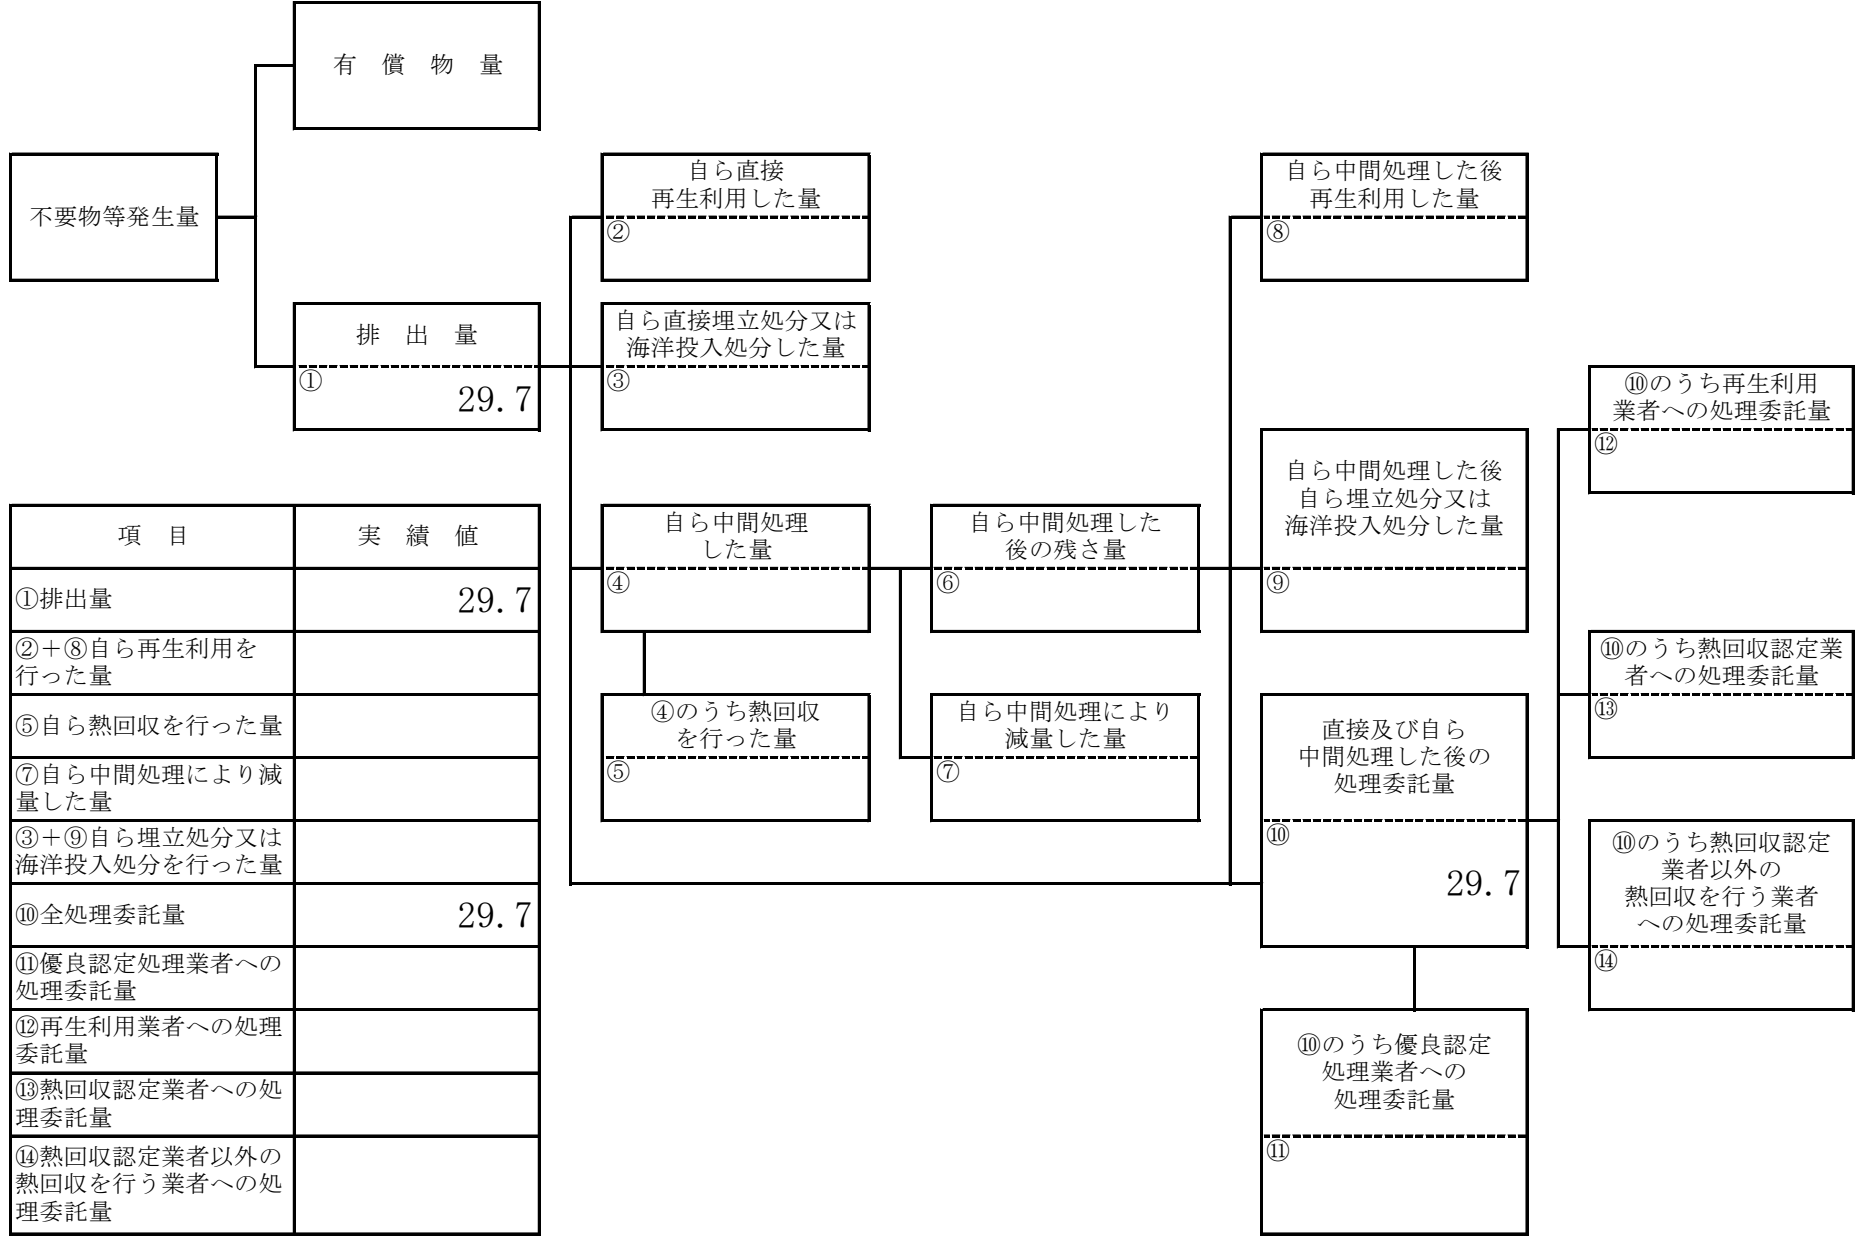 有　償　物　量
不要物等発生量
排　出　量
①
29.7
自ら直接
再生利用した量
②
自ら直接埋立処分又は
海洋投入処分した量
③
自ら中間処理
した量
④
④のうち熱回収
を行った量
⑤
自ら中間処理した
後の残さ量
⑥
自ら中間処理により
減量した量
⑦
自ら中間処理した後
再生利用した量
⑧
自ら中間処理した後
自ら埋立処分又は
海洋投入処分した量
⑨
直接及び自ら
中間処理した後の
処理委託量
⑩
29.7
⑩のうち優良認定
処理業者への
処理委託量
⑪
⑩のうち再生利用
業者への処理委託量
⑫
⑩のうち熱回収認定業
者への処理委託量
⑬
⑩のうち熱回収認定
業者以外の
熱回収を行う業者
への処理委託量
⑭
項　目　実　績　値
①排出量　29.7
②＋⑧自ら再生利用を
行った量
⑤自ら熱回収を行った量
⑦自ら中間処理により減
量した量
③＋⑨自ら埋立処分又は
海洋投入処分を行った量
⑩全処理委託量　29.7
⑪優良認定処理業者への
処理委託量
⑫再生利用業者への処理
委託量
⑬熱回収認定業者への処
理委託量
⑭熱回収認定業者以外の
熱回収を行う業者への処
理委託量